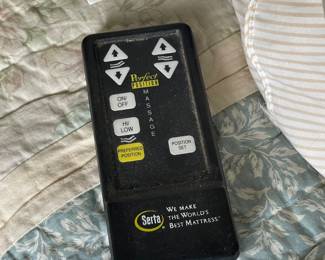 Perfect
POSITION
MASSAGE
ON/
OFF
HI/
LOW
PREFERRED
POSITION
POSITION
SET
Serta
WE MAKE
THE WORLD'S
BEST MATTRESS